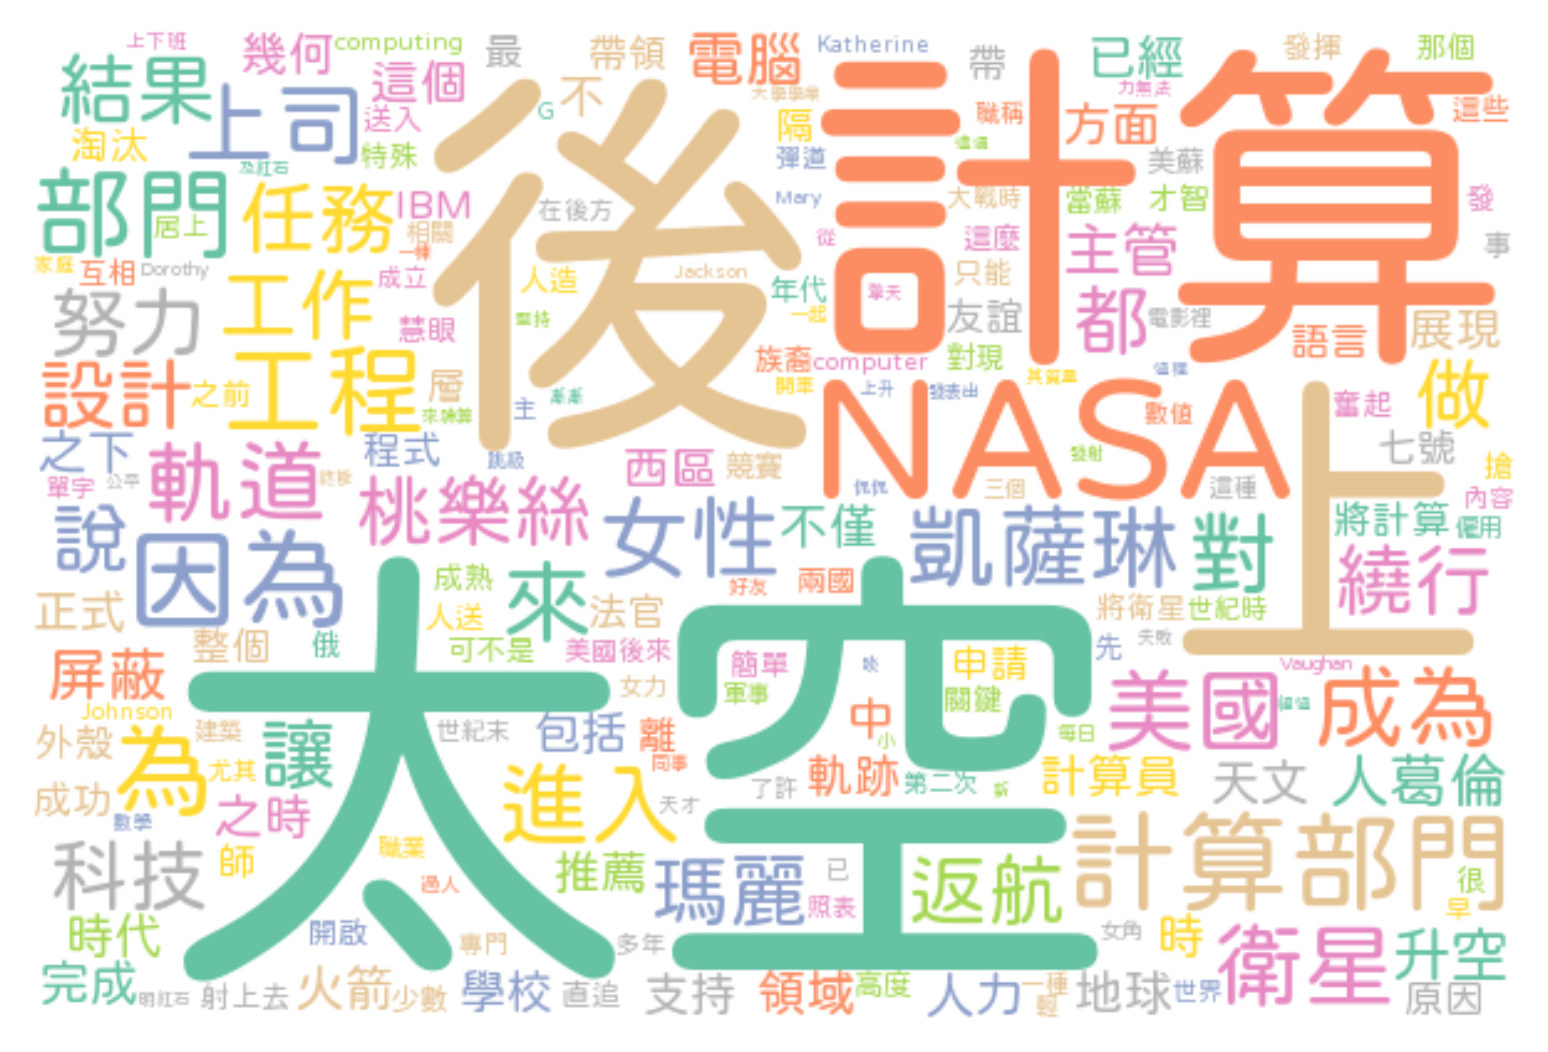 上下班
幾何
computing
最
帶領
電腦
Katherine
帶
已經
發揮
那個
結果
上司
這個
送入
G
不
後
計算
隔
職稱
方面
這些
淘汰
特殊
彈道
美蘇
及紅石
部門
居上
任務
IBM
相關
在後方
Mary
大戰時
當蘇
才智
發
從
這麼
主管
事
家庭
互相
Dorothy
一種
成立
人造
Jackson
年代
擎天
只能
努力
工作
慧眼
堅持
一起
友誼
都
電影裡
語言
展現
設計
之前
工程
層
來聘算
主
漸漸
族裔
computer
對現
開車
上升
發表出
其質量
做
NASA
數值
奮起
上
之下
軌道
程式
跳級
西區
競賽
發射
七號
搶
單字
公平
桃樂絲
侃侃
三個
這種
內容
說
因為
女性
不僅
凱薩琳
對
將計算
僱用
繞行
成熟
來
好友
兩國
正式
人送
法官
將衛星
世紀時
整個
俄
可不是
美國後來
簡單
申請
先
失敗
屏蔽
太空
女力
軍事
關鍵
Vaughan
美國
成為
Johnson
外殼
建築
讓
世紀末
包括
離
中
小
每日
為
尤其
同事
成功
數學
之時
進入
天才
了許
軌跡
第二次
新
計算員
天文
人葛倫
科技
師
職業
過人
推薦
瑪麗
已
照表
返航
計算部門
很
早
時代
開啟
專門
多年
女角
時
衛星
升空
完成
明紅石
射上去
火箭
少數
學校
直追
支持
領域
高度
人力
一種
輕
地球
世界
原因